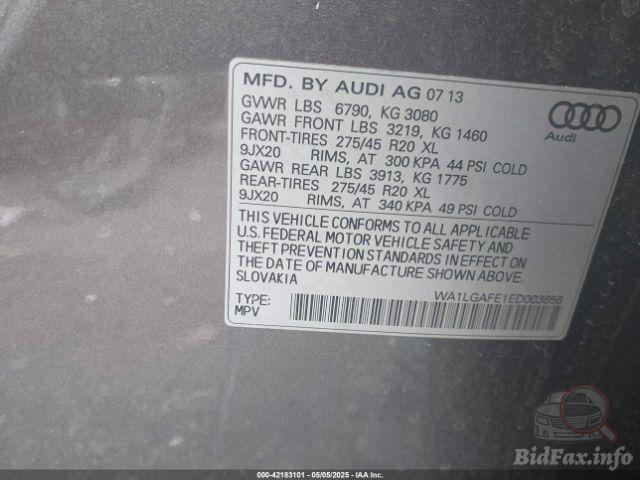 MFD. BY AUDI AG 07 13
GVWR LBS 6790, KG 3080
GAWR FRONT LBS 3219, KG 1460
FRONT-TIRES 275/45 R20 XL
9JX20 RIMS, AT 300 KPA 44 PSI COLD
GAWR REAR LBS 3913, KG 1775
REAR-TIRES 275/45 R20 XL
9JX20 RIMS, AT 340 KPA 49 PSI COLD
Audi
THIS VEHICLE CONFORMS TO ALL APPLICABLE
U.S. FEDERAL MOTOR VEHICLE SAFETY AND
THEFT PREVENTION STANDARDS IN EFFECT ON
THE DATE OF MANUFACTURE SHOWN ABOVE.
SLOVAKIA
TYPE: WA1LGAFE1ED003856
MPV
BidFax.info
000-42183101 - 05/05/2025 - IAA Inc.